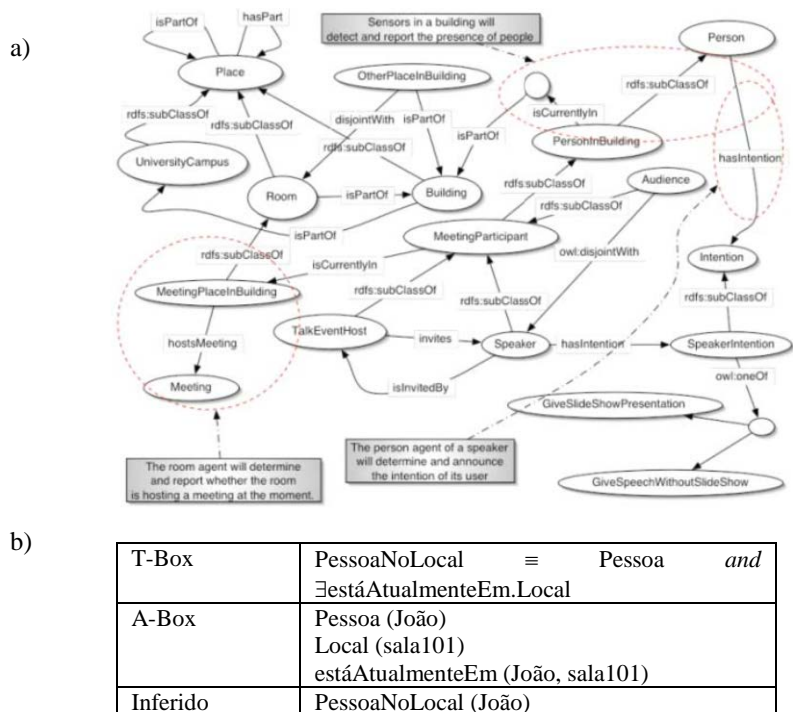 a)
isPartOf
hasPart
Sensors in a building will
detect and report the presence of people
Person
Place
OtherPlaceInBuilding
rdfs:subClassOf
rdfs:subClassOf
disjointWith
isPartOf
isCurrentlyIn
rdfs:subClassOf
isPartOf
rdfs:subClassOf
PersonInBuilding
UniversityCampus
hasIntention
Room
isPartOf
Building
rdfs:subClassOf
Audience
isPartOf
rdfs:subClassOf
MeetingParticipant
rdfs:subClassOf
isCurrentlyIn
owl:disjointWith
Intention
MeetingPlaceInBuilding
rdfs:subClassOf
rdfs:subClassOf
rdfs:subClassOf
hostsMeeting
TalkEventHost
invites
Speaker
hasIntention
SpeakerIntention
Meeting
isInvitedBy
owl:oneOf
GiveSlideShowPresentation
The room agent will determine
and report whether the room
is hosting a meeting at the moment.
The person agent of a speaker
will determine and announce
the intention of its user
GiveSpeechWithoutSlideShow
b)
T-Box
PessoaNoLocal ≡ Pessoa and
∃estáAtualmenteEm.Local
A-Box
Pessoa (João)
Local (sala101)
estáAtualmenteEm (João, sala101)
Inferido
PessoaNoLocal (João)